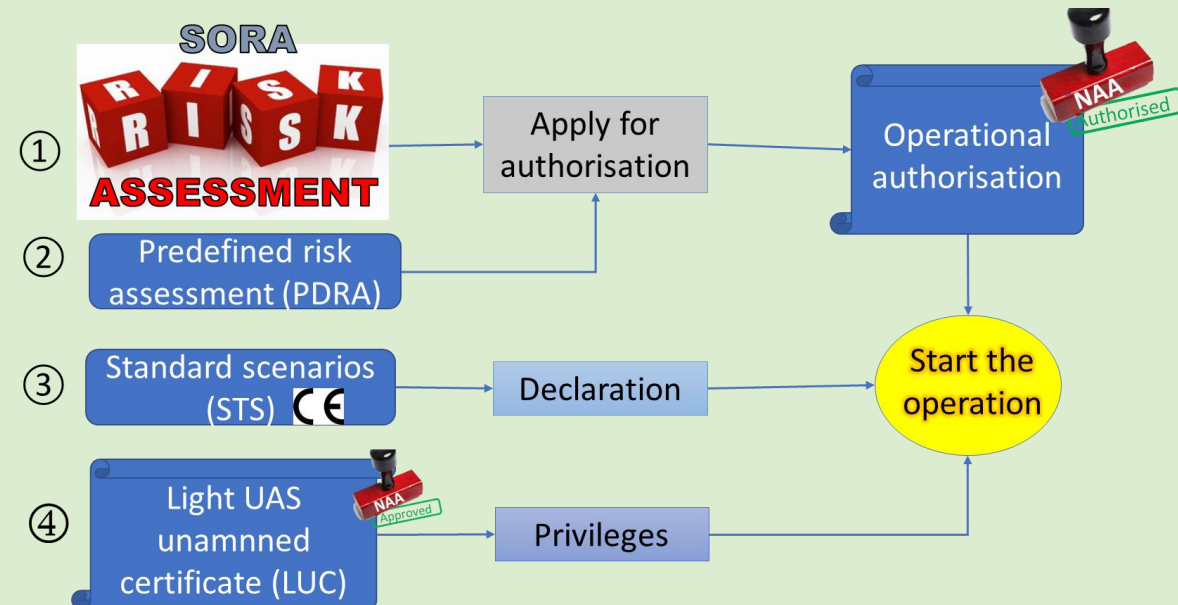 SORA
R I S K
R I S K
ASSESSMENT
①
Apply for
authorisation
Operational
authorisation
NAA
Authorised
②
Predefined risk
assessment (PDRA)
③
Standard scenarios
(STS) CE
Declaration
Start the
operation
④
Light UAS
unamnned
certificate (LUC)
NAA
Approved
Privileges